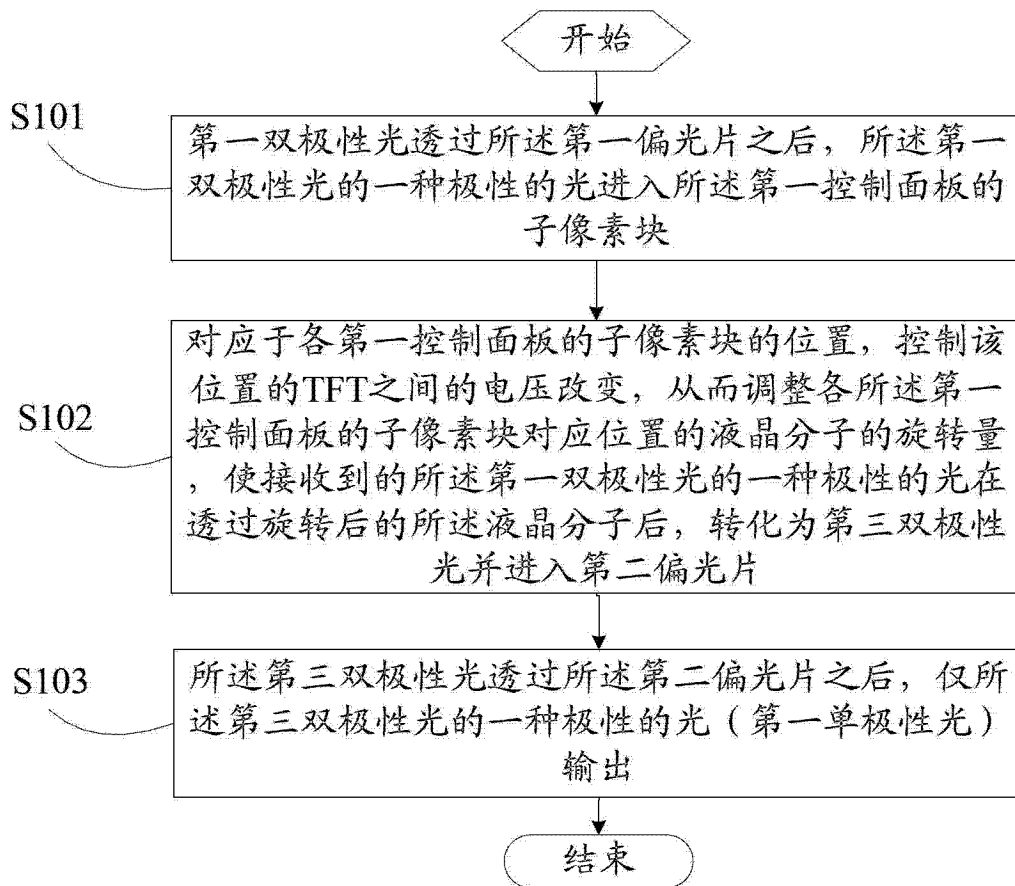 开始
S101
第一双极性光透过所述第一偏光片之后，所述第一
双极性光的一种极性的光进入所述第一控制面板的
子像素块
S102
对应于各第一控制面板的子像素块的位置，控制该
位置的TFT之间的电压改变，从而调整各所述第一
控制面板的子像素块对应位置的液晶分子的旋转量
，使接收到的所述第一双极性光的一种极性的光在
透过旋转后的所述液晶分子后，转化为第三双极性
光并进入第二偏光片
S103
所述第三双极性光透过所述第二偏光片之后，仅所
述第三双极性光的一种极性的光（第一单极性光）
输出
结束